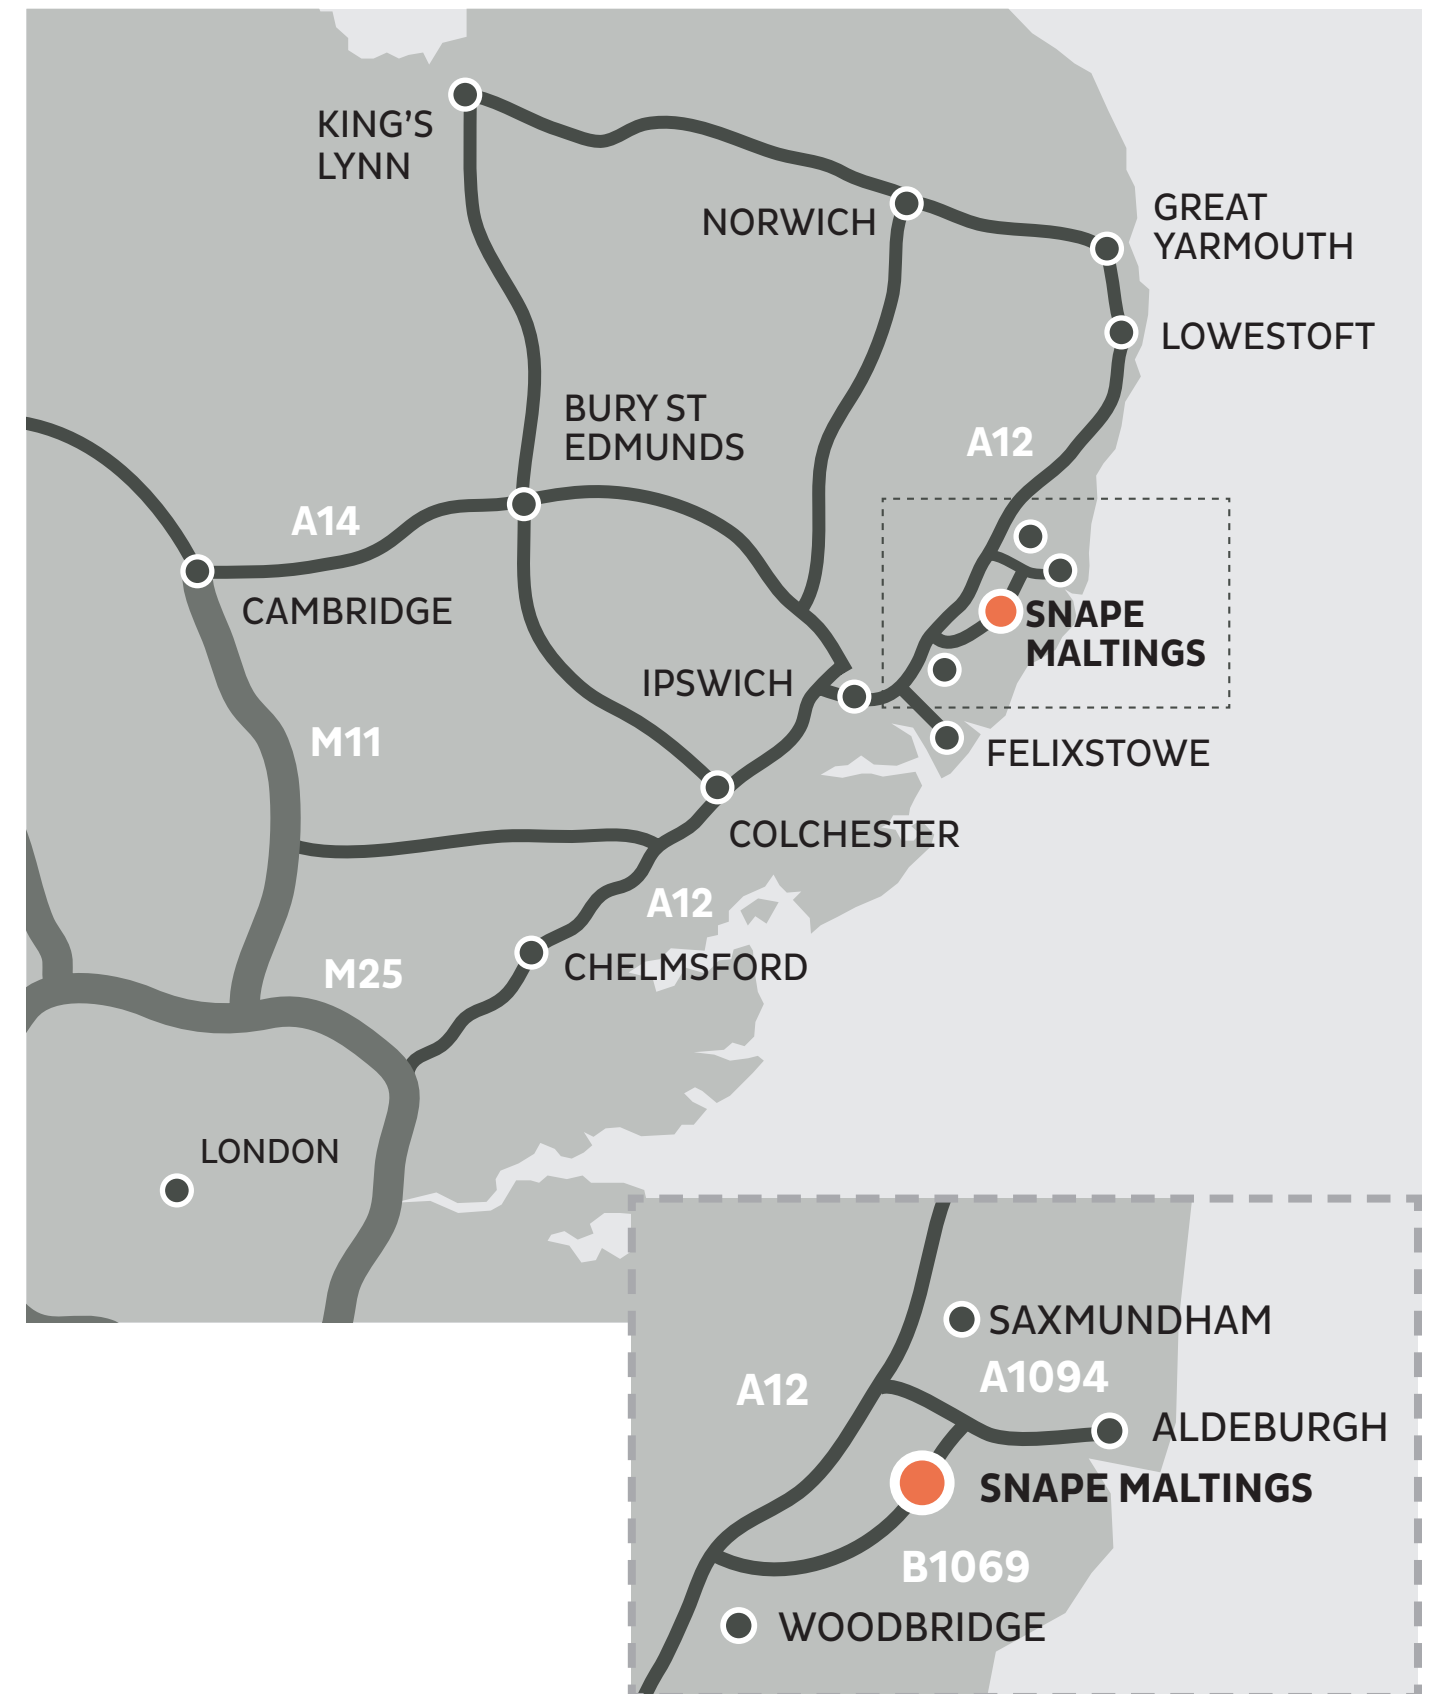 KING’S
LYNN
NORWICH
GREAT
YARMOUTH
LOWESTOFT
BURY ST
EDMUNDS
A12
A14
CAMBRIDGE
SNAPE
MALTINGS
IPSWICH
M11
FELIXSTOWE
COLCHESTER
A12
CHELMSFORD
M25
LONDON
SAXMUNDHAM
A1094
A12
ALDEBURGH
SNAPE MALTINGS
B1069
WOODBRIDGE